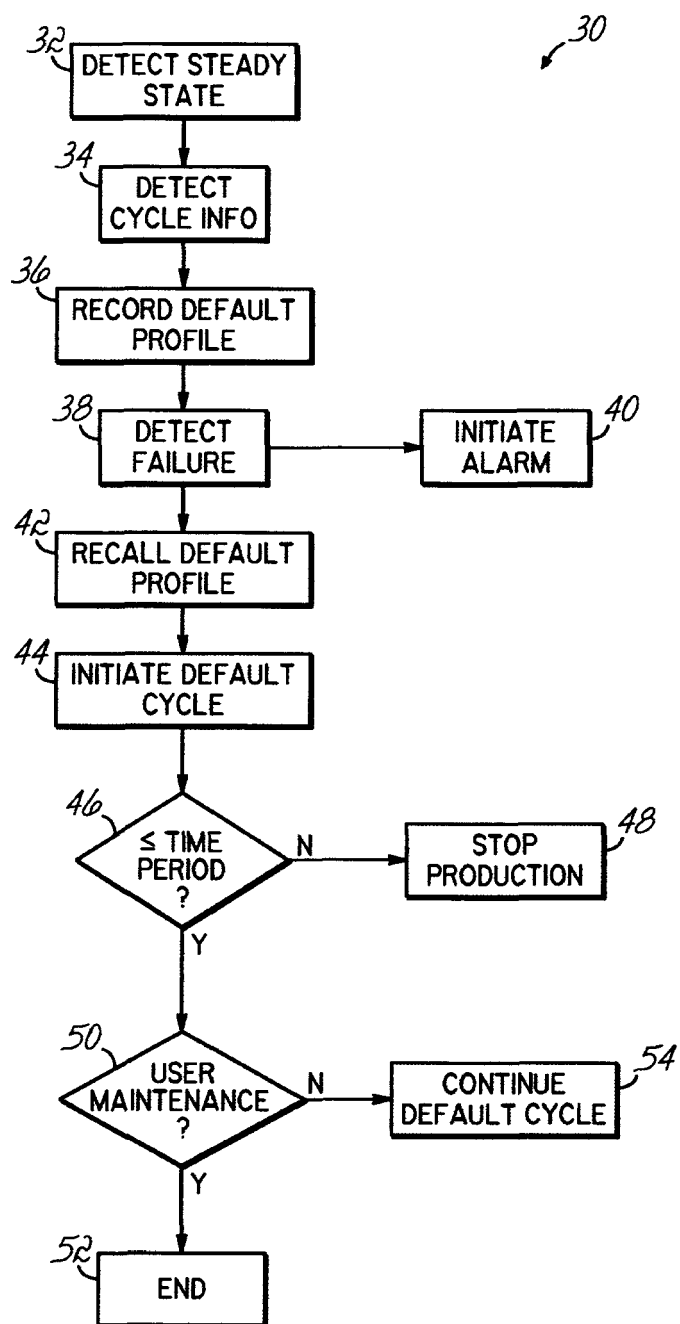 30
32
DETECT STEADY
STATE
34
DETECT
CYCLE INFO
36
RECORD DEFAULT
PROFILE
38
DETECT
FAILURE
40
INITIATE
ALARM
42
RECALL DEFAULT
PROFILE
44
INITIATE DEFAULT
CYCLE
46
≤ TIME
PERIOD
?
N
48
STOP
PRODUCTION
Y
50
USER
MAINTENANCE
?
N
54
CONTINUE
DEFAULT CYCLE
Y
52
END